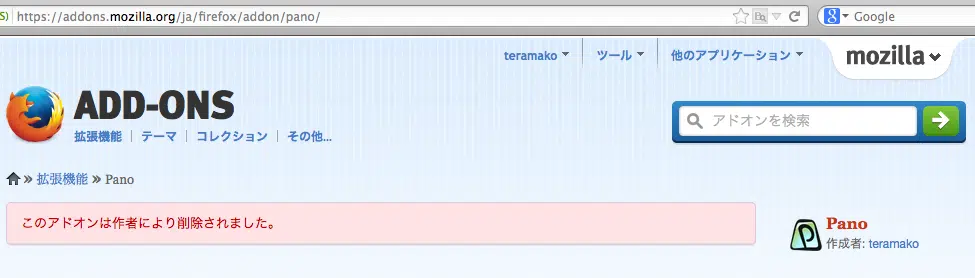 S) https://addons.mozilla.org/ja/firefox/addon/pano/
Google
teramako ツール 他のアプリケーション mozilla
ADD-ONS
拡張機能 | テーマ | コレクション | その他...
アドオンを検索
» 拡張機能 » Pano
このアドオンは作者により削除されました。
Pano
作成者: teramako